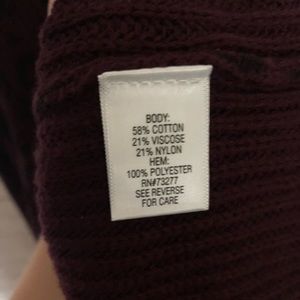 BODY:
58% COTTON
21% VISCOSE
21% NYLON
HEM:
100% POLYESTER
RN#73277
SEE REVERSE
FOR CARE